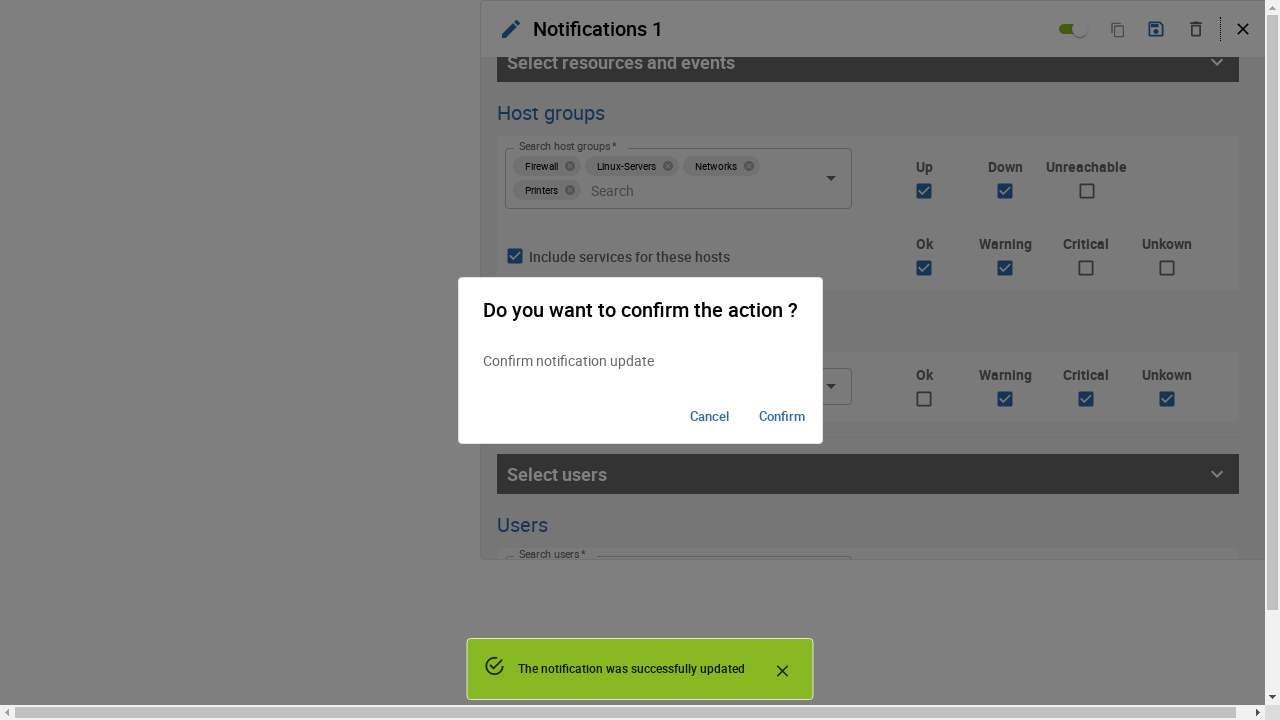 Notifications 1
Select resources and events
Host groups
Search host groups *
Firewall Linux-Servers Networks
Printers Search
Up Down Unreachable
Include services for these hosts
Ok Warning Critical Unkown
Do you want to confirm the action ?
Confirm notification update
Cancel Confirm
Ok Warning Critical Unkown
Select users
Users
Search users *
The notification was successfully updated